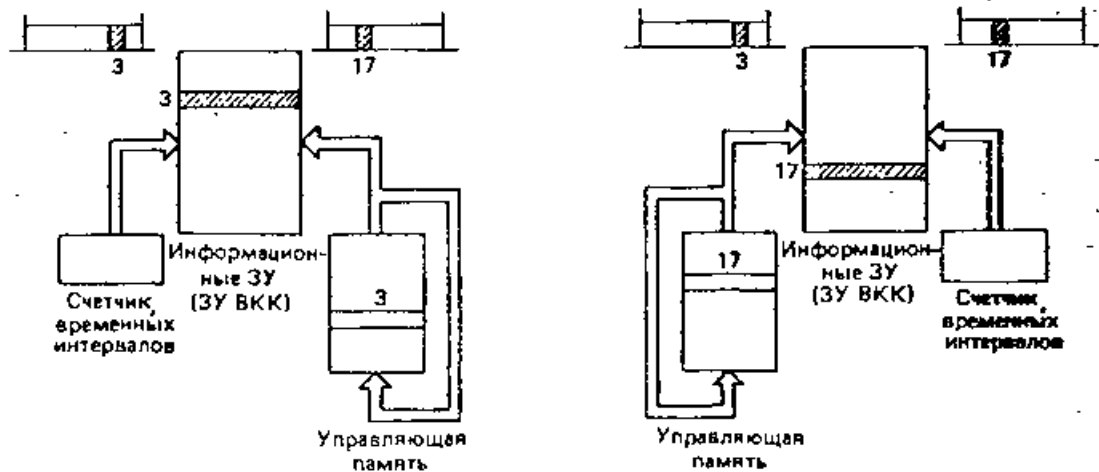 3
17
3
Информацион-
ные ЗУ
(ЗУ ВКК)
Счетчик,
временных
интервалов
3
Управляющая
память
3
17
17
17
Информацион-
ные ЗУ
(ЗУ ВКК)
Счетчик,
временных
интервалов
Управляющая
память